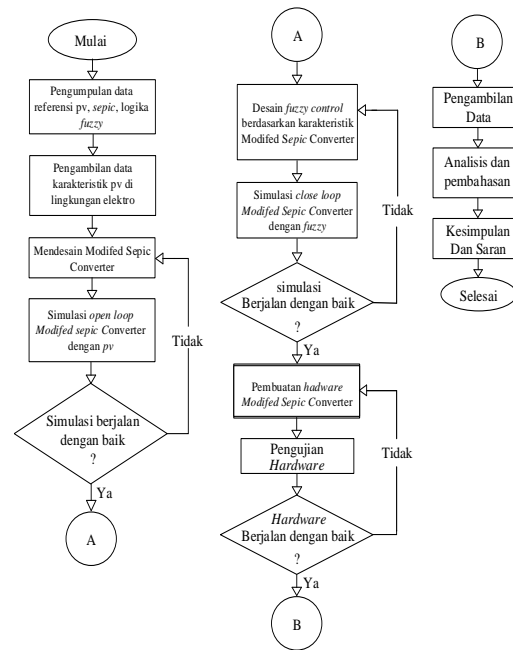 Mulai
Pengumpulan data
referensi pv, sepic, logika
fuzzy
Pengambilan data
karakteristik pv di
lingkungan elektro
Mendesain Modifed Sepic
Converter
Simulasi open loop
Modifed sepic Converter
dengan pv
Tidak
Simulasi berjalan
dengan baik
?
Ya
A
A
Desain fuzzy control
berdasarkan karakteristik
Modifed Sepic Converter
Simulasi close loop
Modifed Sepic Converter
dengan fuzzy
Tidak
simulasi
Berjalan dengan baik
?
Ya
Pembuatan hadware
Modifed Sepic Converter
Pengujian
Hardware
Tidak
Hardware
Berjalan dengan baik
?
Ya
B
B
Pengambilan
Data
Analisis dan
pembahasan
Kesimpulan
Dan Saran
Selesai